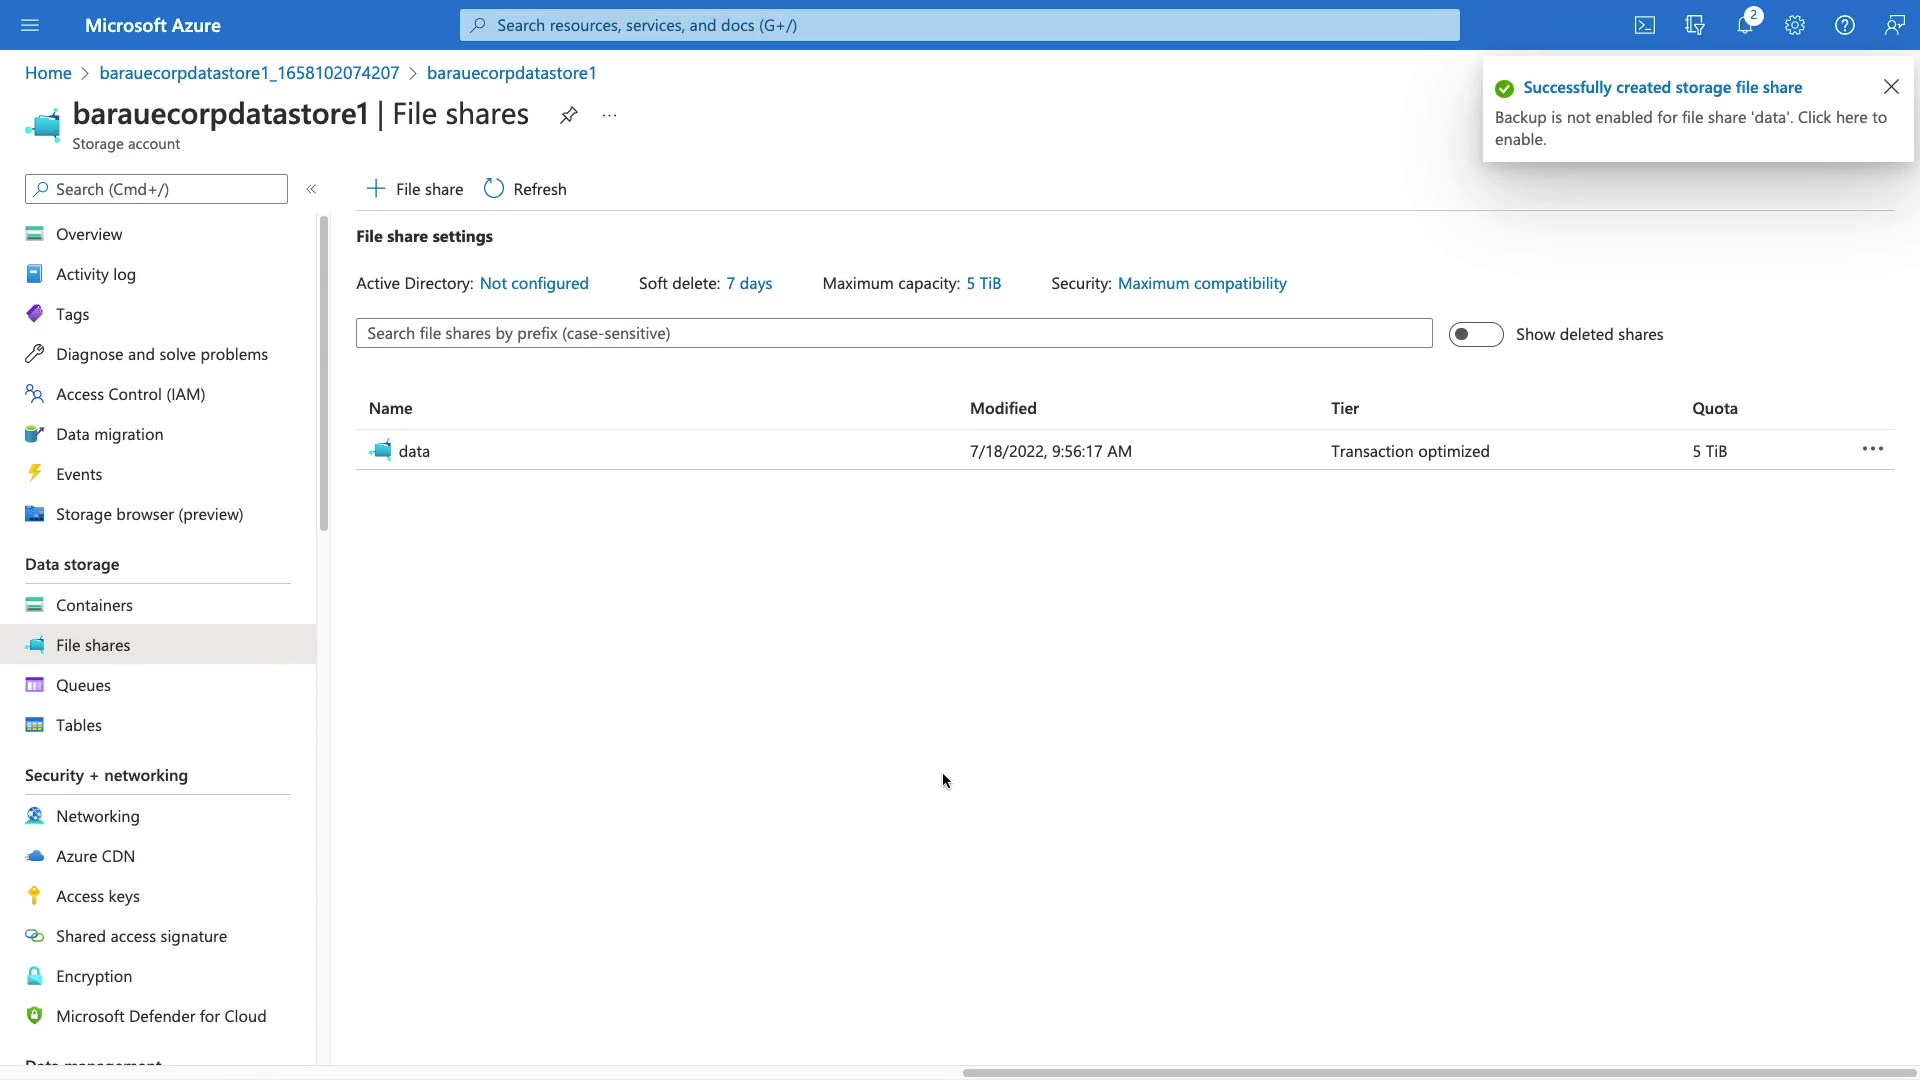 Microsoft Azure
Search resources, services, and docs (G+/)
2
Home > barauecorpdatastore1_1658102074207 > barauecorpdatastore1
barauecorpdatastore1 | File shares
...
Storage account
Successfully created storage file share
Backup is not enabled for file share 'data'. Click here to
enable.
Search (Cmd+/)
«
File share
Refresh
Overview
Activity log
Tags
Diagnose and solve problems
Access Control (IAM)
Data migration
Events
Storage browser (preview)
Data storage
Containers
File shares
Queues
Tables
Security + networking
Networking
Azure CDN
Access keys
Shared access signature
Encryption
Microsoft Defender for Cloud
File share settings
Active Directory: Not configured Soft delete: 7 days Maximum capacity: 5 TiB Security: Maximum compatibility
Search file shares by prefix (case-sensitive)
Show deleted shares
Name Modified Tier Quota
data 7/18/2022, 9:56:17 AM Transaction optimized 5 TiB ...